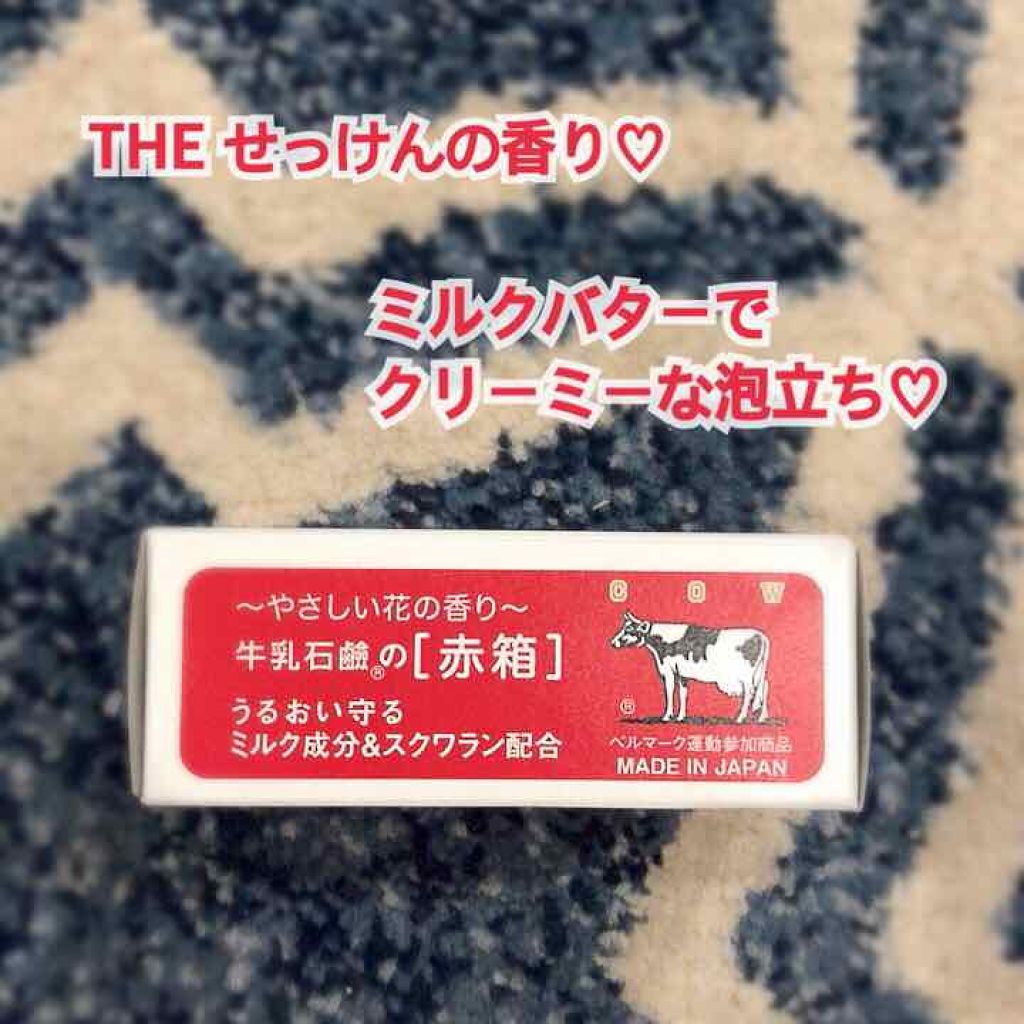 THE せっけんの香り♡
ミルクバターで
クリーミーな泡立ち♡
～やさしい花の香り～
牛乳石鹼®の[赤箱]
うるおい守る
ミルク成分&スクワラン配合
COW
®
ベルマーク運動参加商品
MADE IN JAPAN